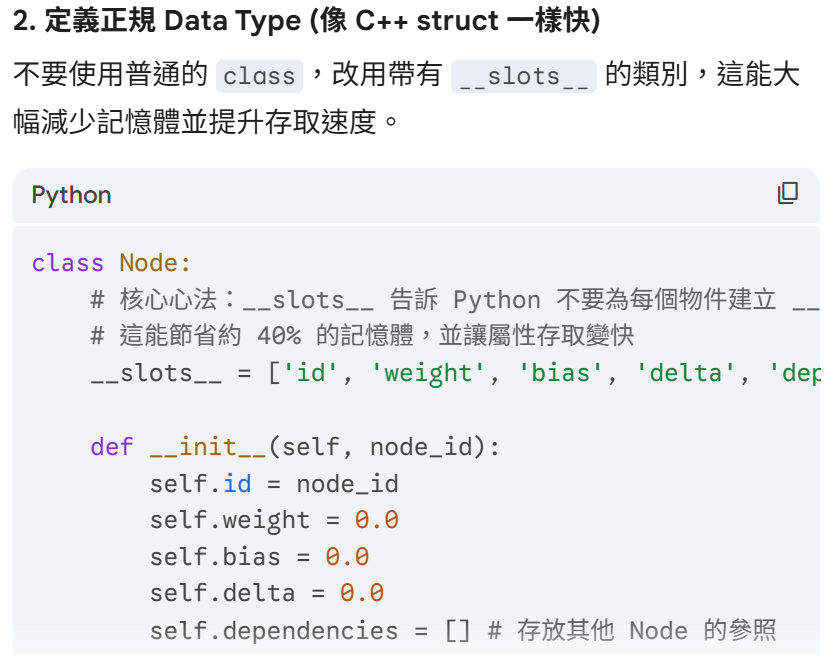 2. 定義正規 Data Type (像 C++ struct 一樣快)
不要使用普通的 class，改用帶有 __slots__ 的類別，這能大
幅減少記憶體並提升存取速度。
Python
class Node:
    # 核心心法：__slots__ 告訴 Python 不要為每個物件建立 __
    # 這能節省約 40% 的記憶體，並讓屬性存取變快
    __slots__ = ['id', 'weight', 'bias', 'delta', 'dep
    def __init__(self, node_id):
        self.id = node_id
        self.weight = 0.0
        self.bias = 0.0
        self.delta = 0.0
        self.dependencies = [] # 存放其他 Node 的參照